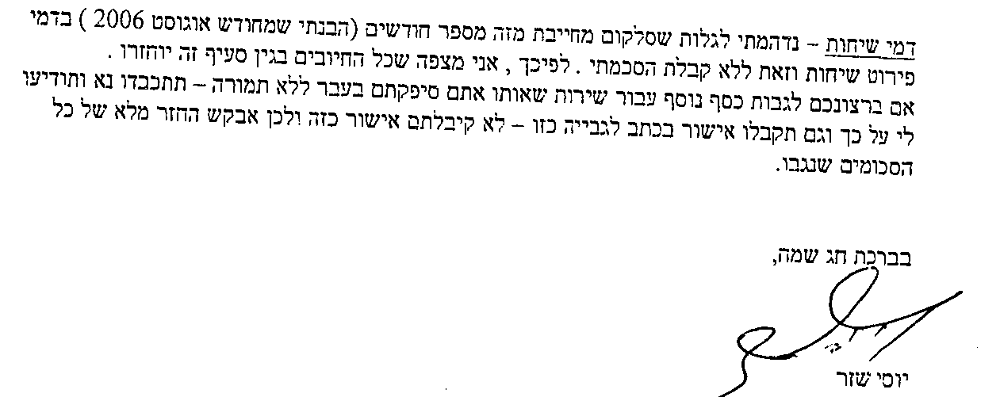 דמי שיחות – נדהמתי לגלות שסלקום מחייבת מזה מספר חודשים (הבנתי שמחודש אוגוסט 2006 ) בדמי
פירוט שיחות וזאת ללא קבלת הסכמתי . לפיכך , אני מצפה שכל החיובים בגין סעיף זה יוחזרו .
אם ברצונכם לגבות כסף נוסף עבור שירות שאותו אתם סיפקתם בעבר ללא תמורה – תתכבדו נא ותודיעו
לי על כך וגם תקבלו אישור בכתב לגבייה כזו – לא קיבלתם אישור כזה ולכן אבקש החזר מלא של כל
הסכומים שנגבו.
בברכת חג שמה,
יוסי שזר